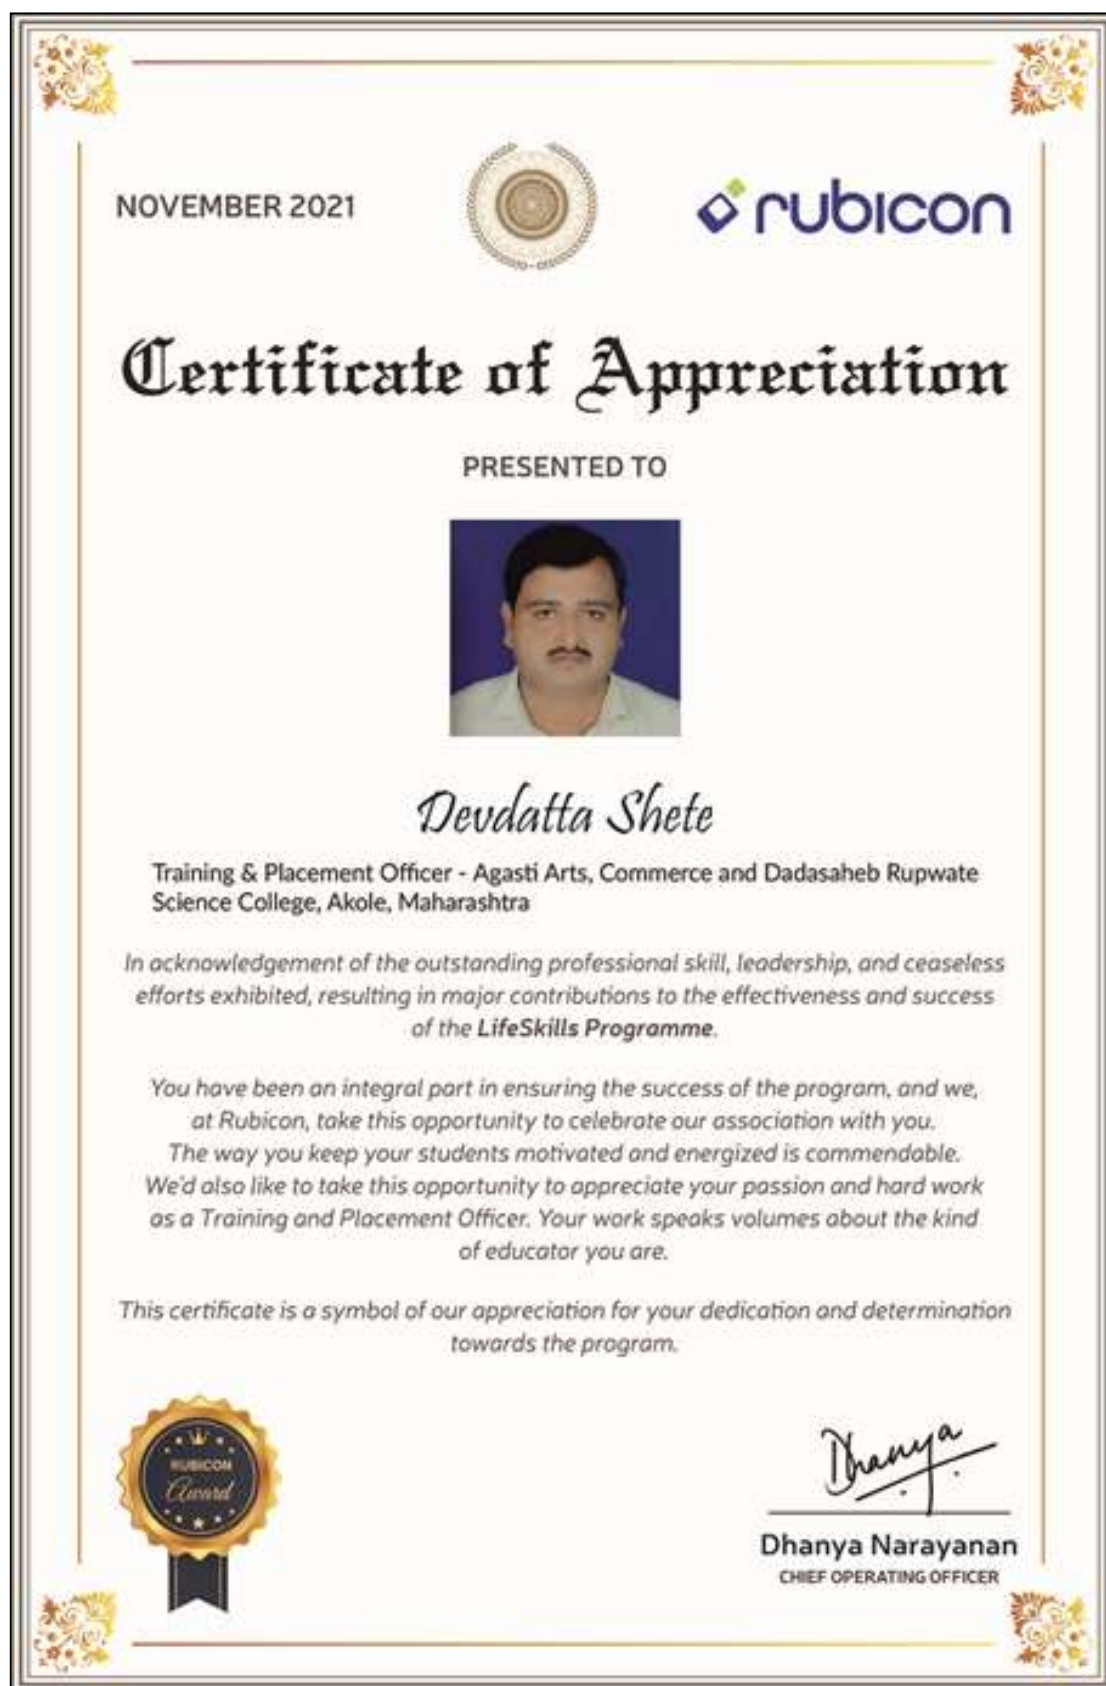 NOVEMBER 2021
rubicon
Certificate of Appreciation
PRESENTED TO
Devdatta Shete
Training & Placement Officer - Agasti Arts, Commerce and Dadasaheb Rupwate
Science College, Akole, Maharashtra
In acknowledgement of the outstanding professional skill, leadership, and ceaseless
efforts exhibited, resulting in major contributions to the effectiveness and success
of the LifeSkills Programme.
You have been an integral part in ensuring the success of the program, and we,
at Rubicon, take this opportunity to celebrate our association with you.
The way you keep your students motivated and energized is commendable.
We'd also like to take this opportunity to appreciate your passion and hard work
as a Training and Placement Officer. Your work speaks volumes about the kind
of educator you are.
This certificate is a symbol of our appreciation for your dedication and determination
towards the program.
RUBICON
Award
Dhanya
Dhanya Narayanan
CHIEF OPERATING OFFICER